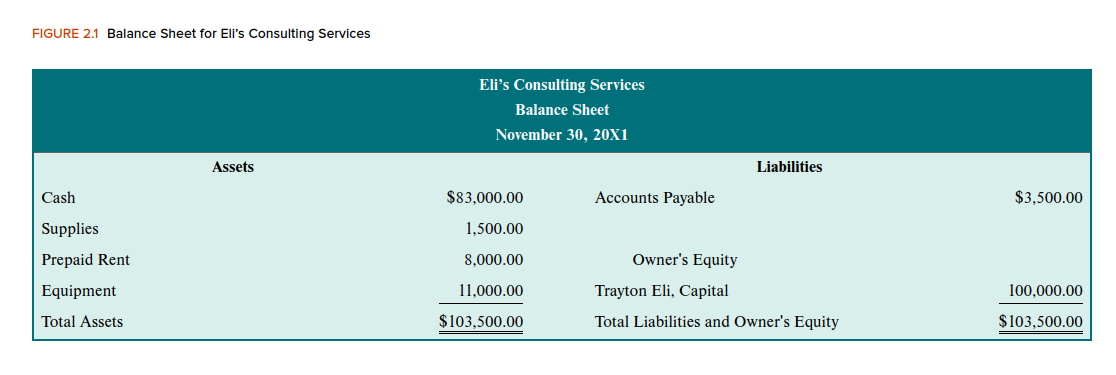 FIGURE 2.1 Balance Sheet for Eli's Consulting Services
Eli's Consulting Services
Balance Sheet
November 30, 20X1
Assets Liabilities
Cash $83,000.00 Accounts Payable $3,500.00
Supplies 1,500.00
Prepaid Rent 8,000.00 Owner's Equity
Equipment 11,000.00 Trayton Eli, Capital 100,000.00
Total Assets $103,500.00 Total Liabilities and Owner's Equity $103,500.00